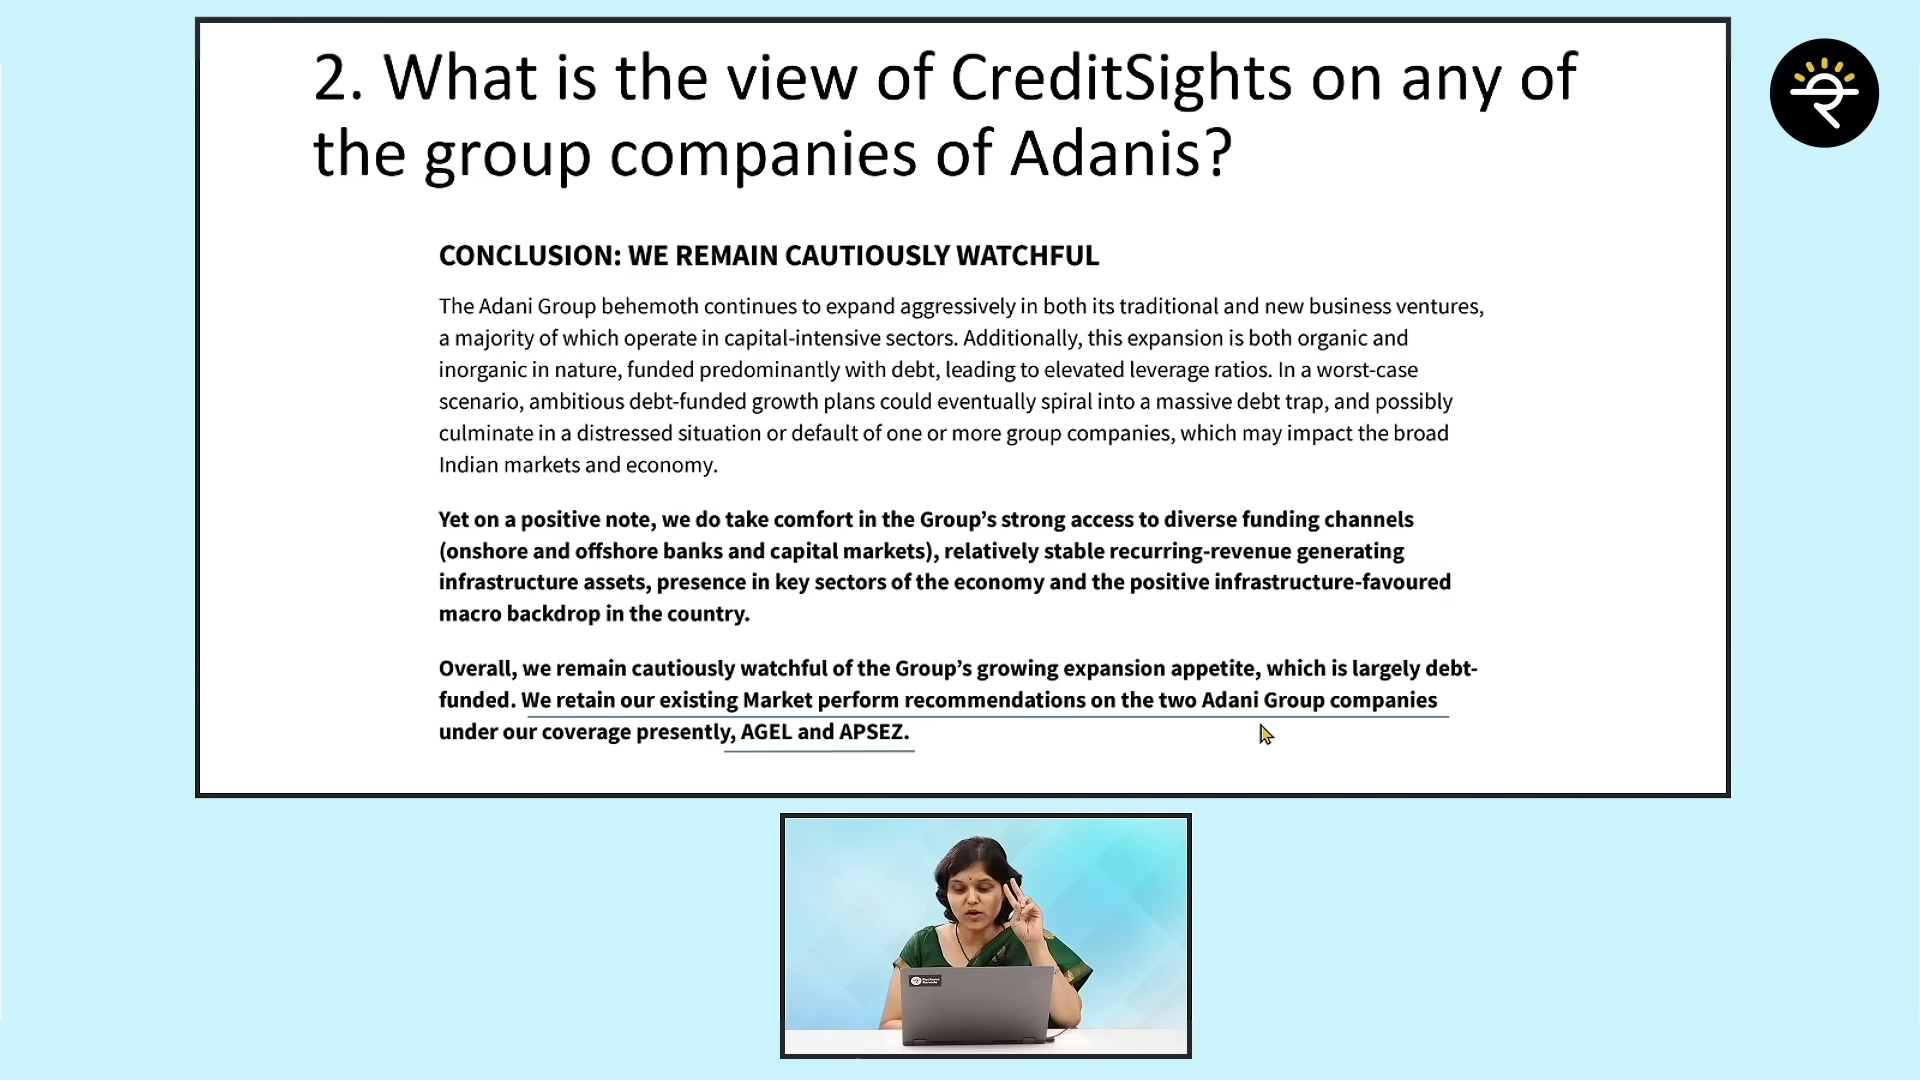 2. What is the view of CreditSights on any of
the group companies of Adanis?
CONCLUSION: WE REMAIN CAUTIOUSLY WATCHFUL
The Adani Group behemoth continues to expand aggressively in both its traditional and new business ventures,
a majority of which operate in capital-intensive sectors. Additionally, this expansion is both organic and
inorganic in nature, funded predominantly with debt, leading to elevated leverage ratios. In a worst-case
scenario, ambitious debt-funded growth plans could eventually spiral into a massive debt trap, and possibly
culminate in a distressed situation or default of one or more group companies, which may impact the broad
Indian markets and economy.
Yet on a positive note, we do take comfort in the Group’s strong access to diverse funding channels
(onshore and offshore banks and capital markets), relatively stable recurring-revenue generating
infrastructure assets, presence in key sectors of the economy and the positive infrastructure-favoured
macro backdrop in the country.
Overall, we remain cautiously watchful of the Group’s growing expansion appetite, which is largely debt-
funded. We retain our existing Market perform recommendations on the two Adani Group companies
under our coverage presently, AGEL and APSEZ.